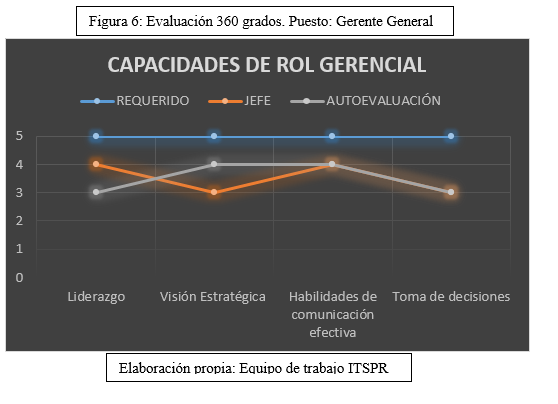 Figura 6: Evaluación 360 grados. Puesto: Gerente General
CAPACIDADES DE ROL GERENCIAL
REQUERIDO JEFE AUTOEVALUACIÓN
5
4
3
2
1
0
Liderazgo Visión Estratégica Habilidades de Toma de decisiones
comunicación
efectiva
Elaboración propia: Equipo de trabajo ITSPR